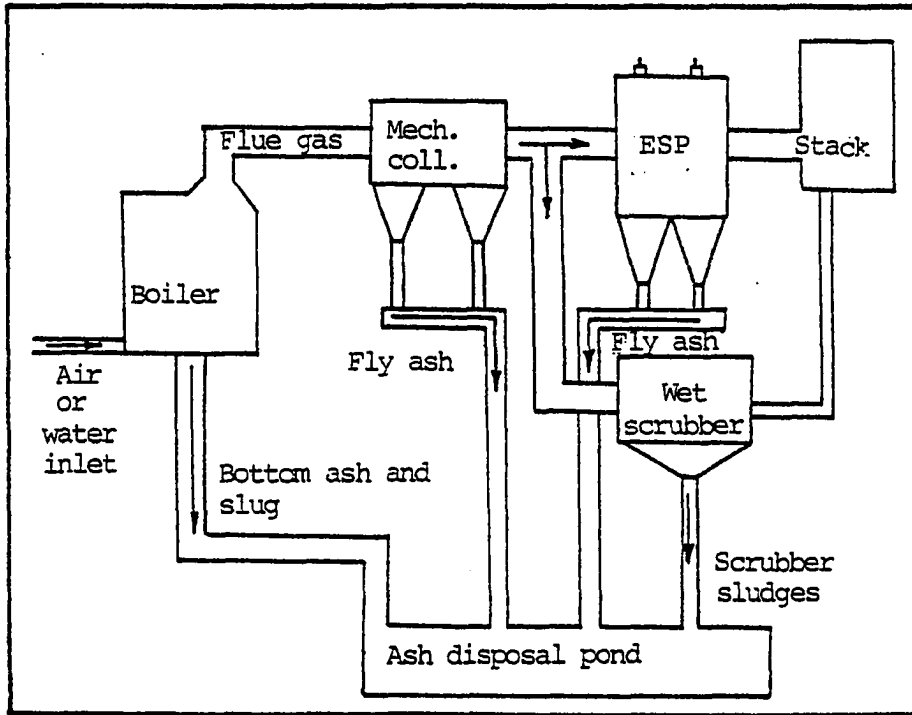 Flue gas
Mech.
coll.
ESP
Stack
Boiler
Air
or
water
inlet
Fly ash
Fly ash
Wet
scrubber
Bottom ash and
slug
Scrubber
sludges
Ash disposal pond